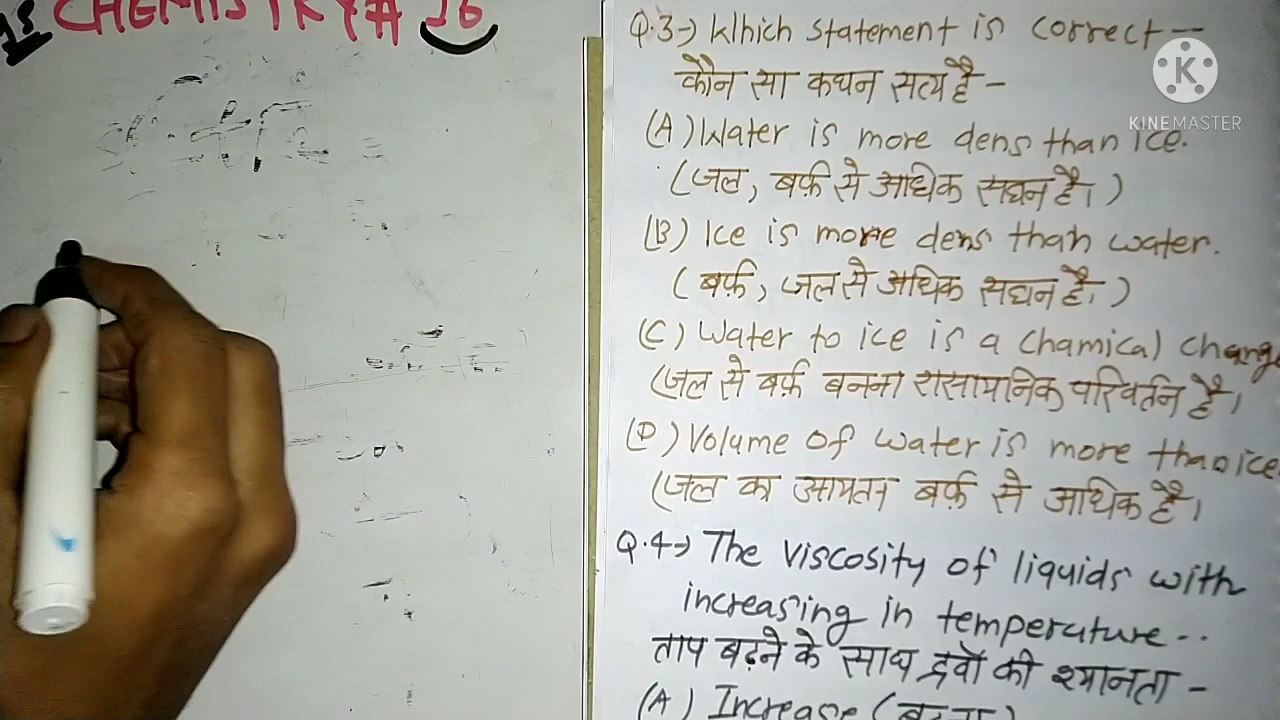 CHEMISTRY# 16
Q.3→ Which statement is correct--
कौन सा कथन सत्य है -
(A) Water is more dens than ice.
(जल, बर्फ़ से अधिक सघन है।)
(B) Ice is more dens than water.
(बर्फ़, जल से अधिक सघन है।)
(C) Water to ice is a chamical change
(जल से बर्फ़ बनना रासायनिक परिवर्तन है।
(D) Volume of water is more than ice
(जल का आयतन बर्फ़ से अधिक है।
Q.4→ The viscosity of liquids with
increasing in temperature..
ताप बढ़ने के साथ द्रवों की श्यानता -
(A) Increase (बढ़ना)
K
KINEMASTER